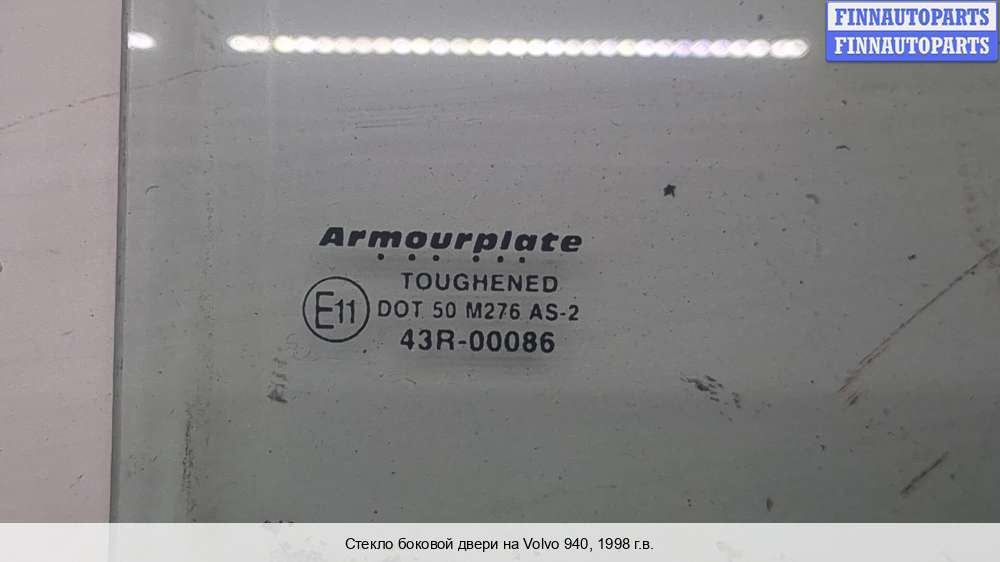 FINNAUTOPARTS
FINNAUTOPARTS
Armourplate
TOUGHENED
E11
DOT 50 M276 AS-2
43R-00086
Стекло боковой двери на Volvo 940, 1998 г.в.